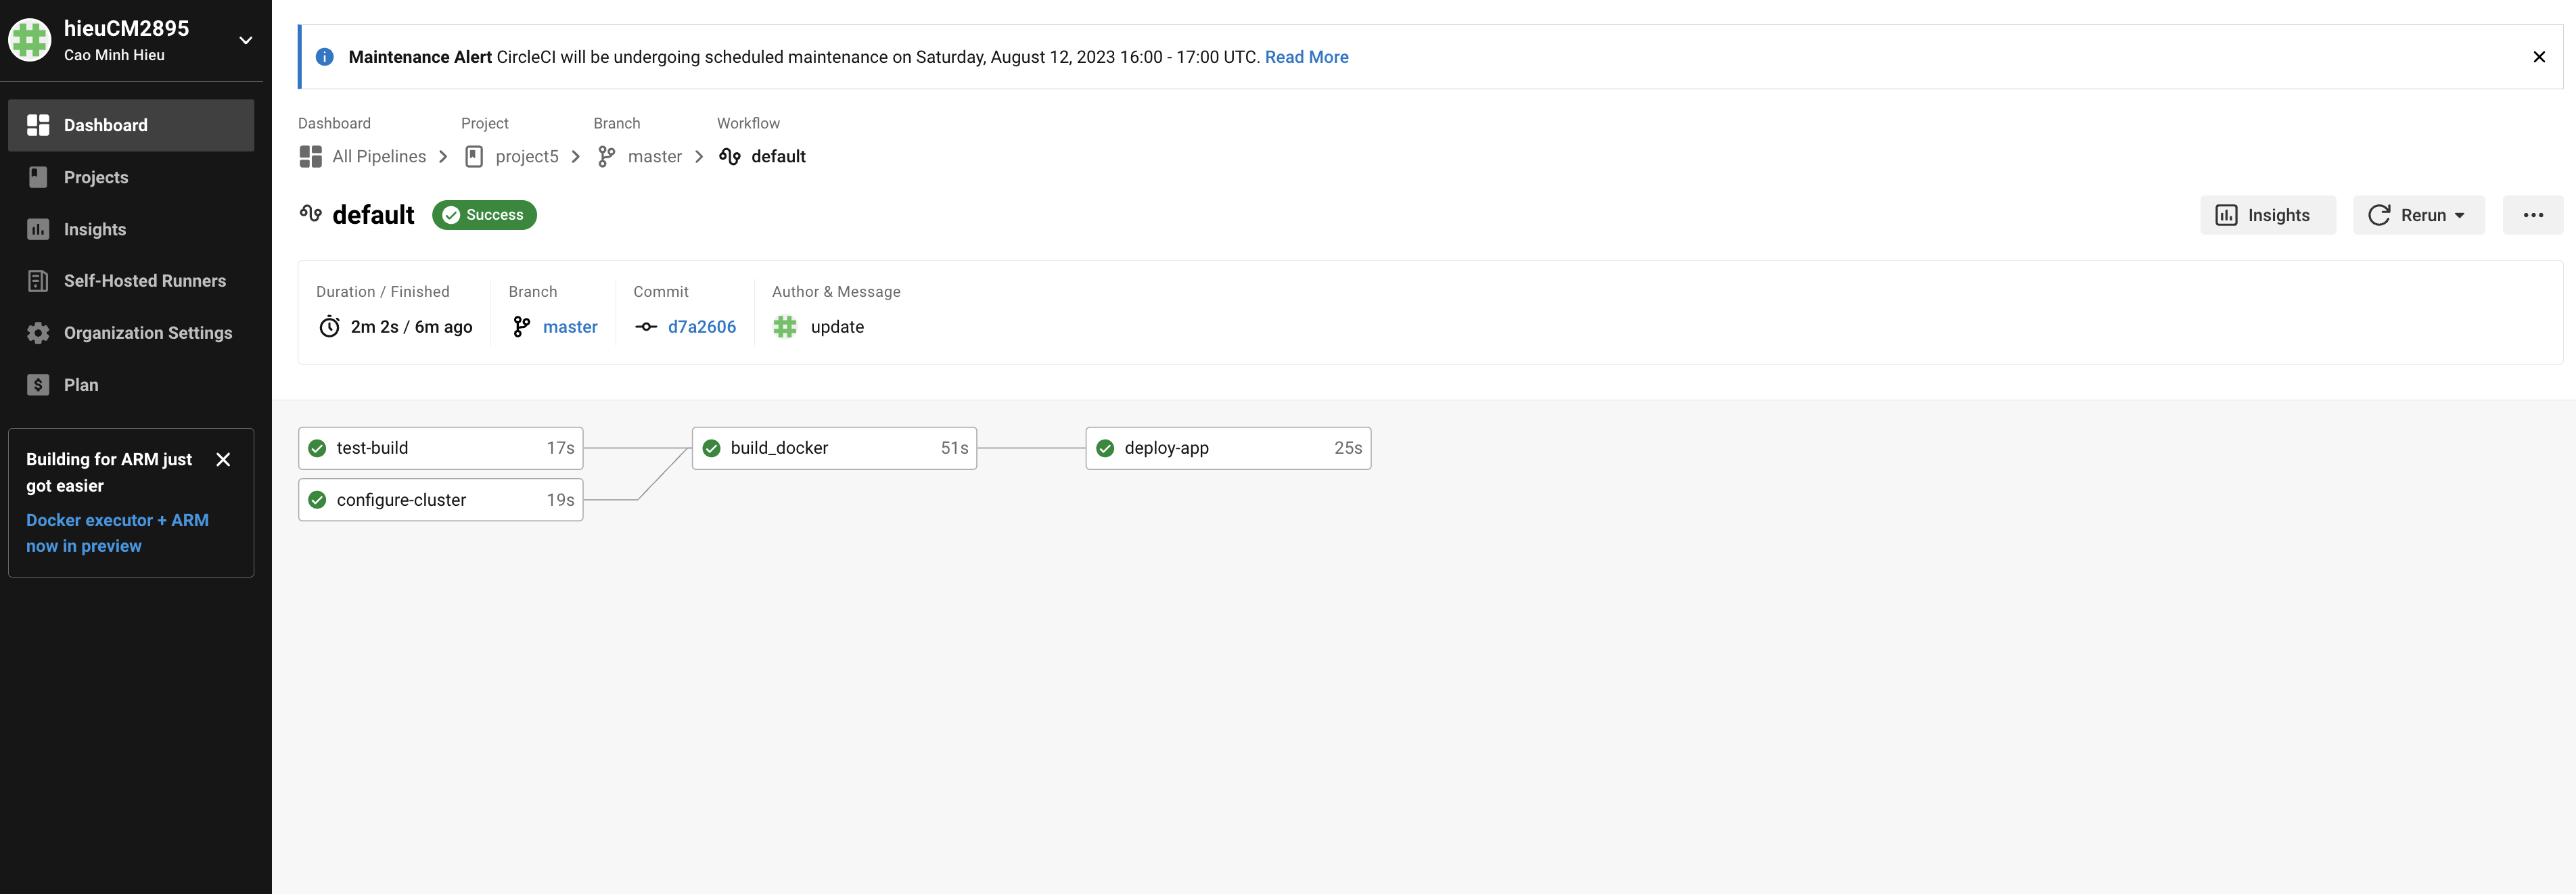 hieuCM2895
Cao Minh Hieu
Dashboard
Projects
Insights
Self-Hosted Runners
Organization Settings
Plan
Building for ARM just
got easier
Docker executor + ARM
now in preview
Maintenance Alert CircleCI will be undergoing scheduled maintenance on Saturday, August 12, 2023 16:00 - 17:00 UTC. Read More
Dashboard Project Branch Workflow
All Pipelines project5 master default
default Success Insights Rerun
Duration / Finished Branch Commit Author & Message
2m 2s / 6m ago master d7a2606 update
test-build 17s build_docker 51s deploy-app 25s
configure-cluster 19s